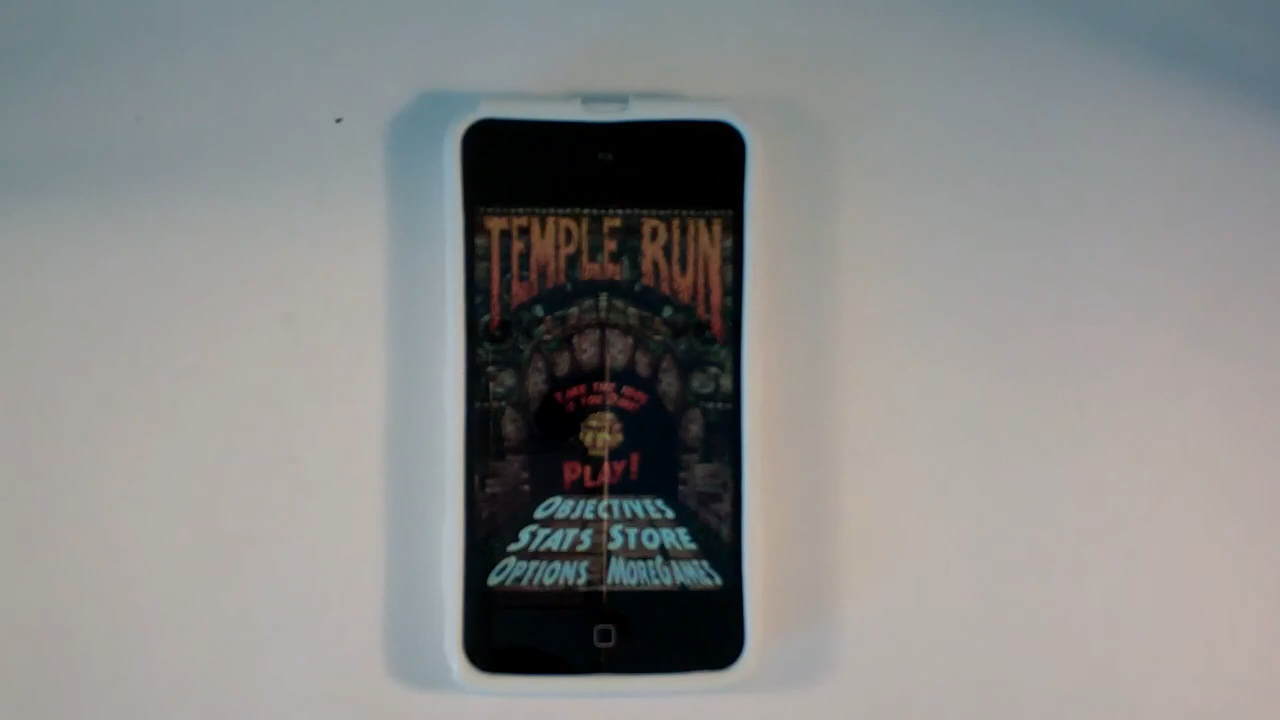 TEMPLE RUN
PLAY!
OBJECTIVES
STATS STORE
OPTIONS MOREGAMES